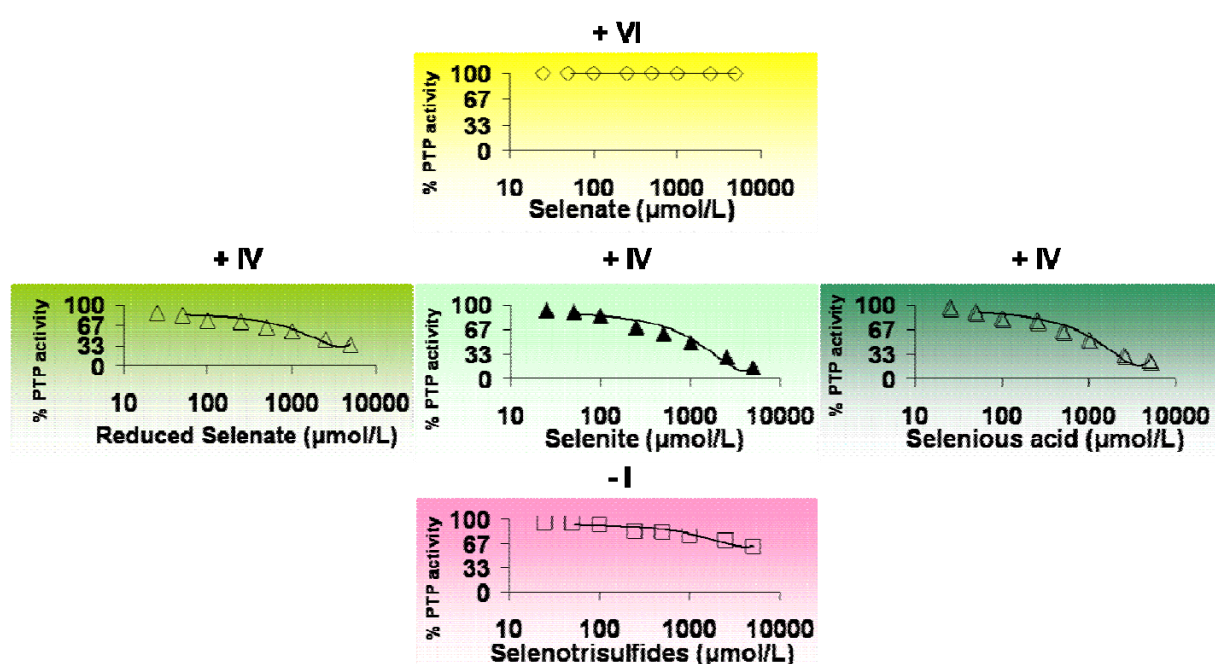 + VI
% PTP activity
100
67
33
0
10 100 1000 10000
Selenate (µmol/L)
+ IV
% PTP activity
100
67
33
0
10 100 1000 10000
Reduced Selenate (µmol/L)
+ IV
% PTP activity
100
67
33
0
10 100 1000 10000
Selenite (µmol/L)
+ IV
% PTP activity
100
67
33
0
10 100 1000 10000
Selenious acid (µmol/L)
- I
% PTP activity
100
67
33
0
10 100 1000 10000
Selenotrisulfides (µmol/L)